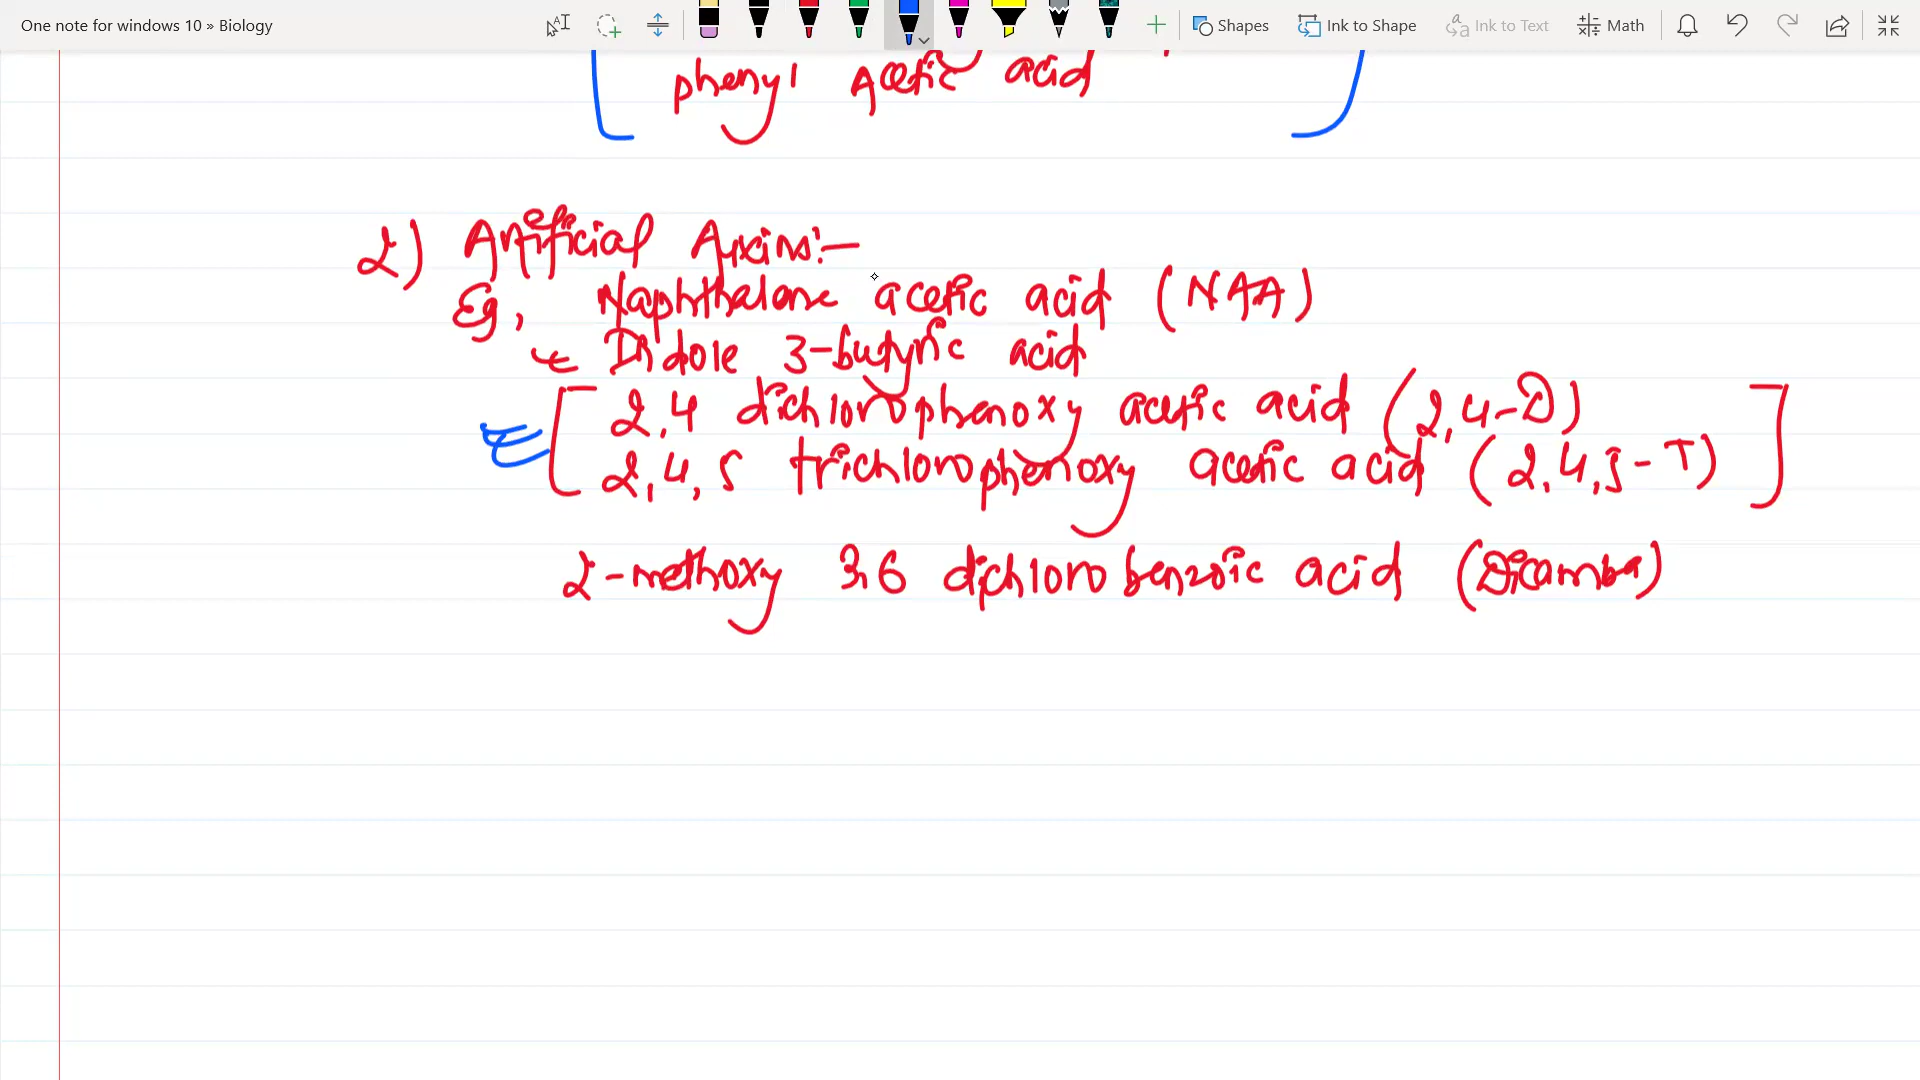 One note for windows 10 » Biology
Shapes Ink to Shape Ink to Text Math
phenyl Acetic acid
2) Artificial Auxins:-
Eg, Naphthalene acetic acid (NAA)
Indole 3-butyric acid
2,4 dichlorophenoxy acetic acid (2,4-D)
2,4,5 trichlorophenoxy acetic acid (2,4,5-T)
2-methoxy 3,6 dichlorobenzoic acid (Dicamba)